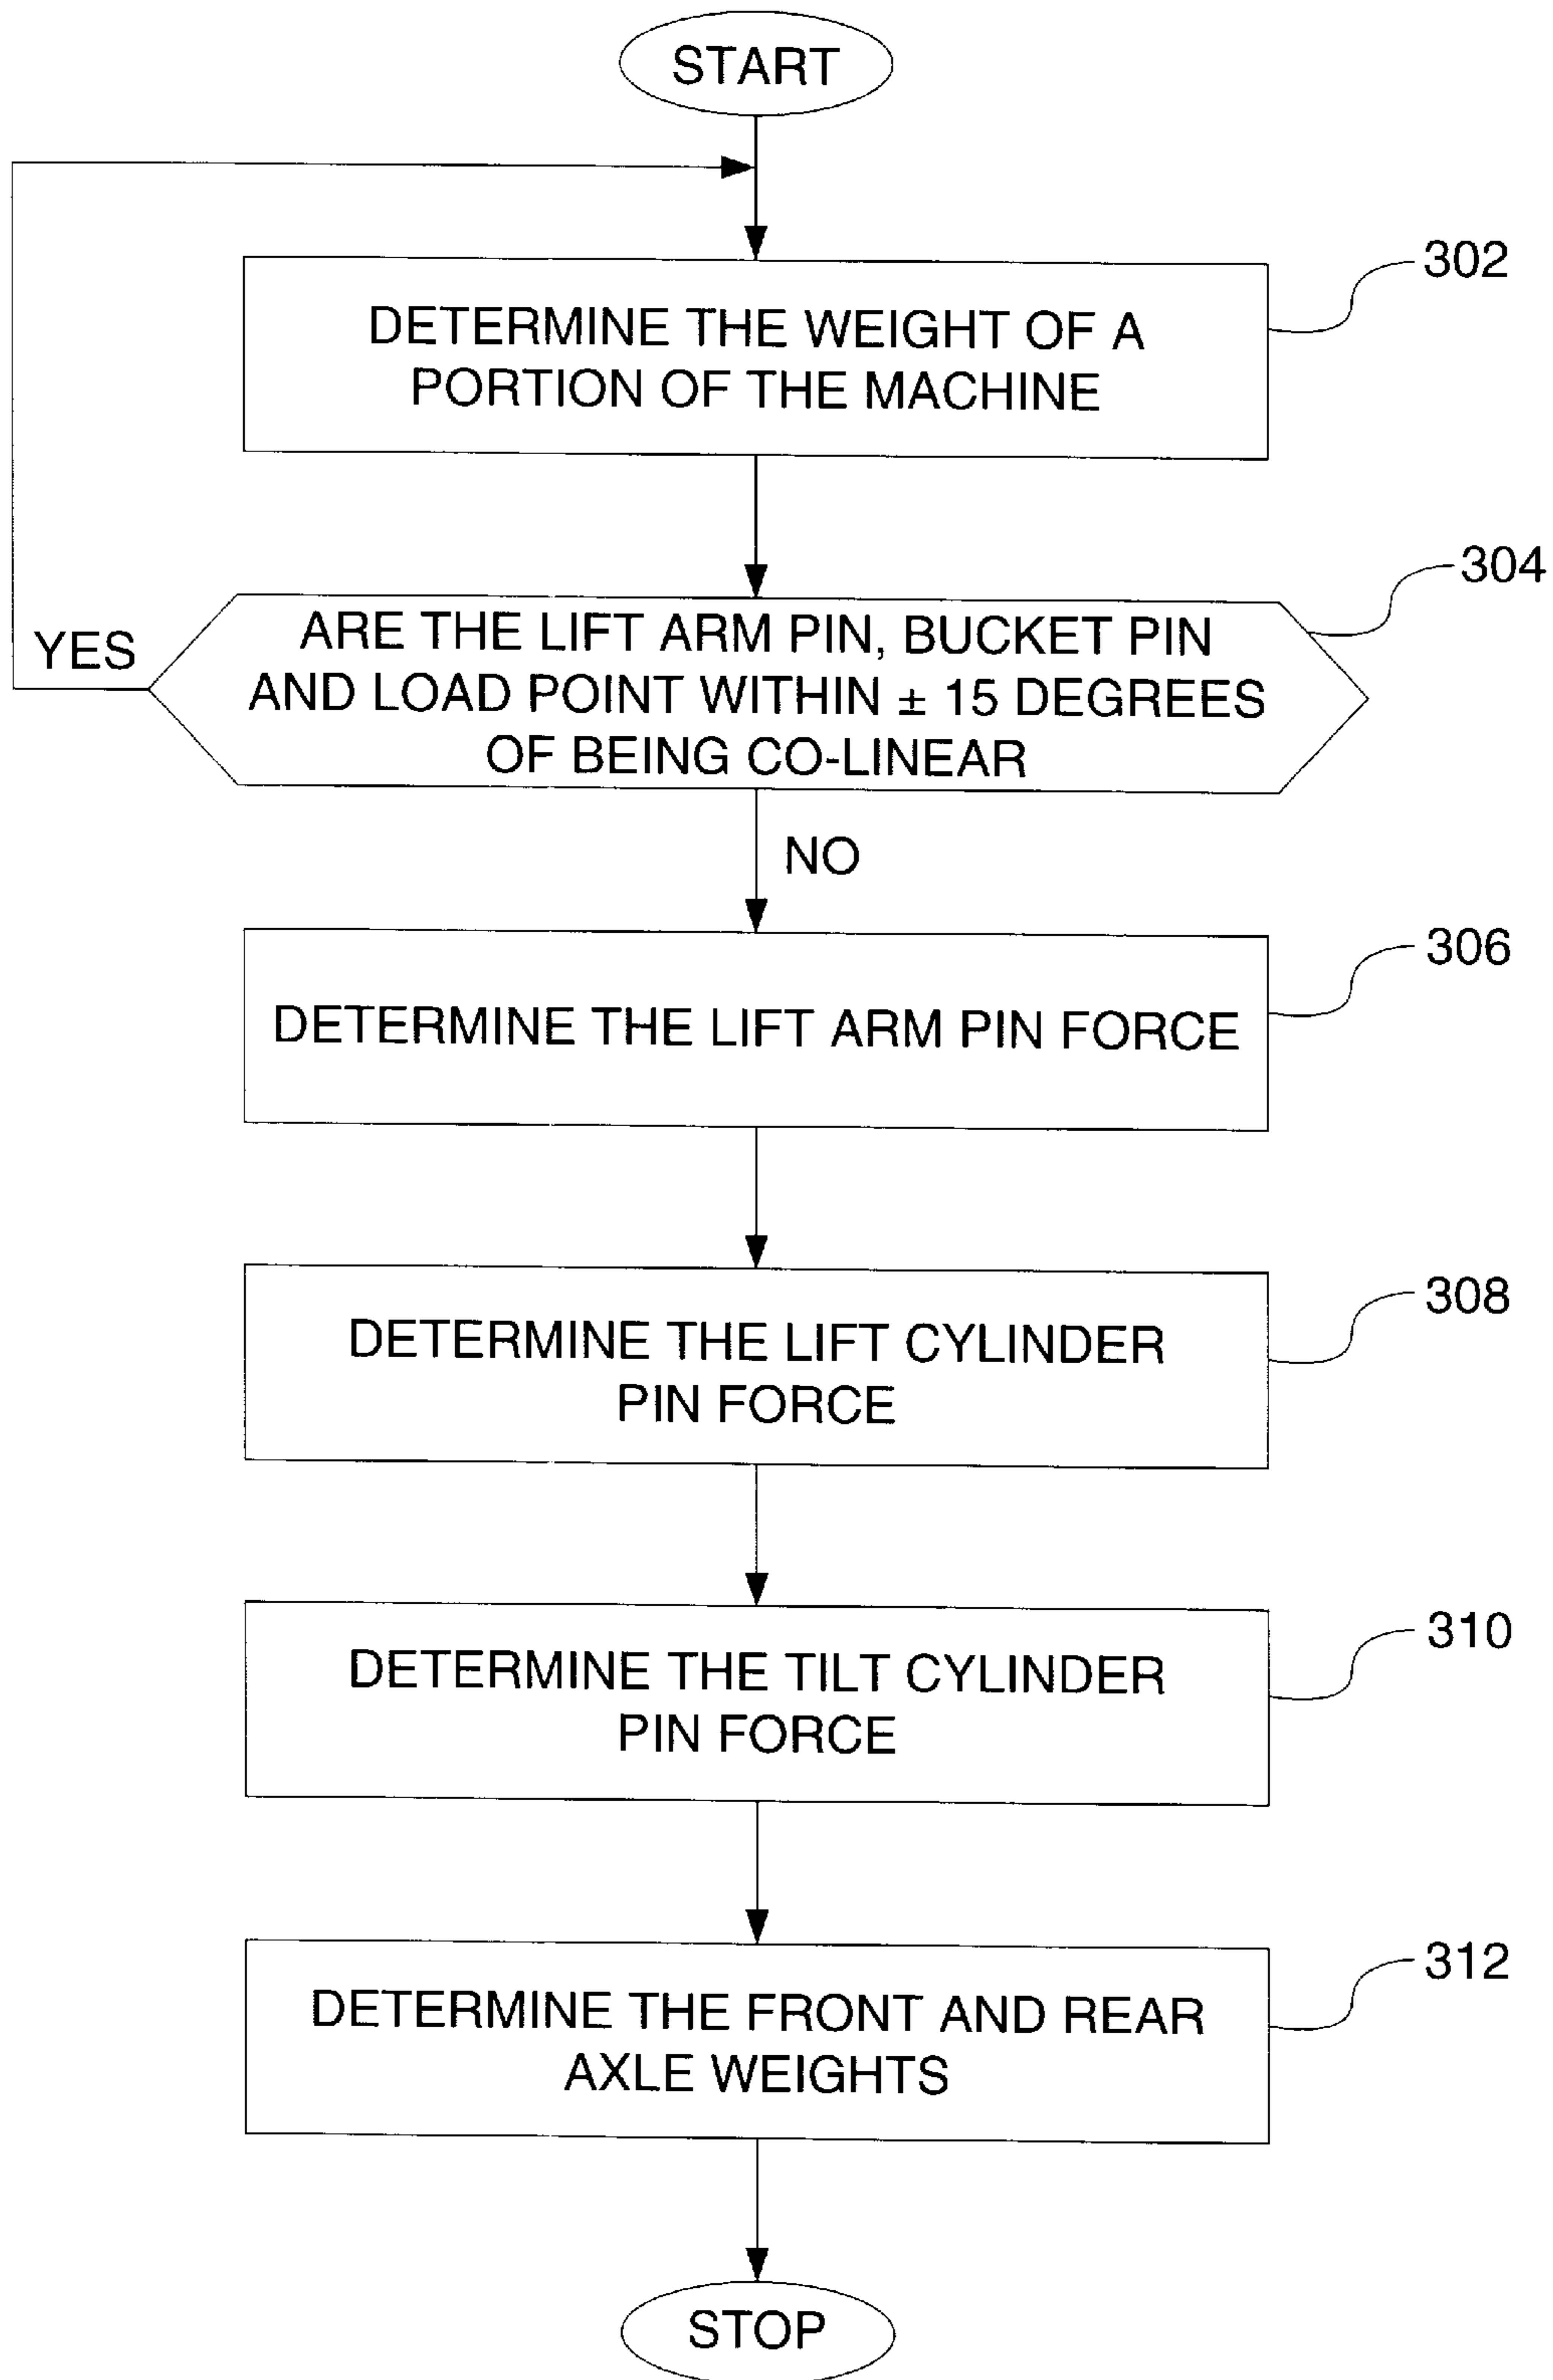 START
302
DETERMINE THE WEIGHT OF A
PORTION OF THE MACHINE
304
YES
ARE THE LIFT ARM PIN, BUCKET PIN
AND LOAD POINT WITHIN ± 15 DEGREES
OF BEING CO-LINEAR
NO
306
DETERMINE THE LIFT ARM PIN FORCE
308
DETERMINE THE LIFT CYLINDER
PIN FORCE
310
DETERMINE THE TILT CYLINDER
PIN FORCE
312
DETERMINE THE FRONT AND REAR
AXLE WEIGHTS
STOP